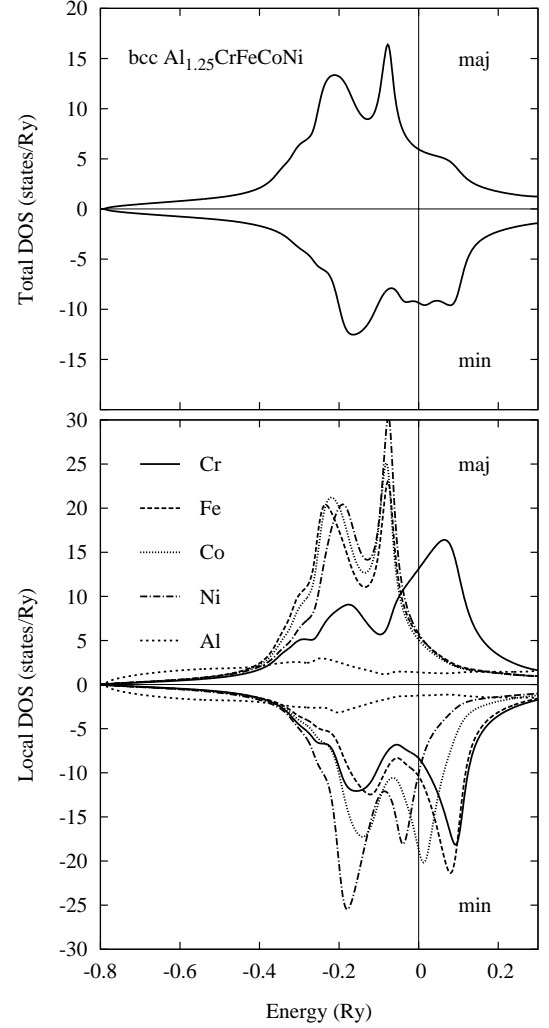 20
bcc Al1.25CrFeCoNi
maj
15
10
5
0
-5
-10
-15
min
Total DOS (states/Ry)
30
25
20
15
10
5
0
-5
-10
-15
-20
-25
-30
Cr
Fe
Co
Ni
Al
maj
min
Local DOS (states/Ry)
-0.8 -0.6 -0.4 -0.2 0 0.2
Energy (Ry)